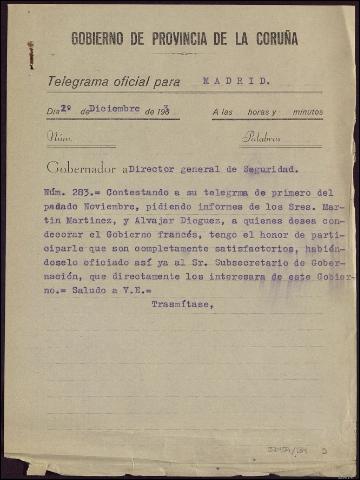 GOBIERNO DE PROVINCIA DE LA CORUÑA
Telegrama oficial para MADRID.
Día 2º de Diciembre de 193 3 A las horas y minutos
Núm. Palabras
Gobernador a Director general de Seguridad.
Núm. 283.= Contestando a su telegrma de primero del
padado Noviembre, pidiendo informes de los Sres. Mar-
tin Martinez, y Alvajar Dieguez, a quienes desea con-
decorar el Gobierno francés, tengo el honor de parti-
ciparle que son completamente satisfactorios, habién-
doselo oficiado así ya al Sr. Subsecretario de Gober-
nación, que directamente los interesara de este Gobier-
no.= Saludo a V.E.=
Trasmítase,